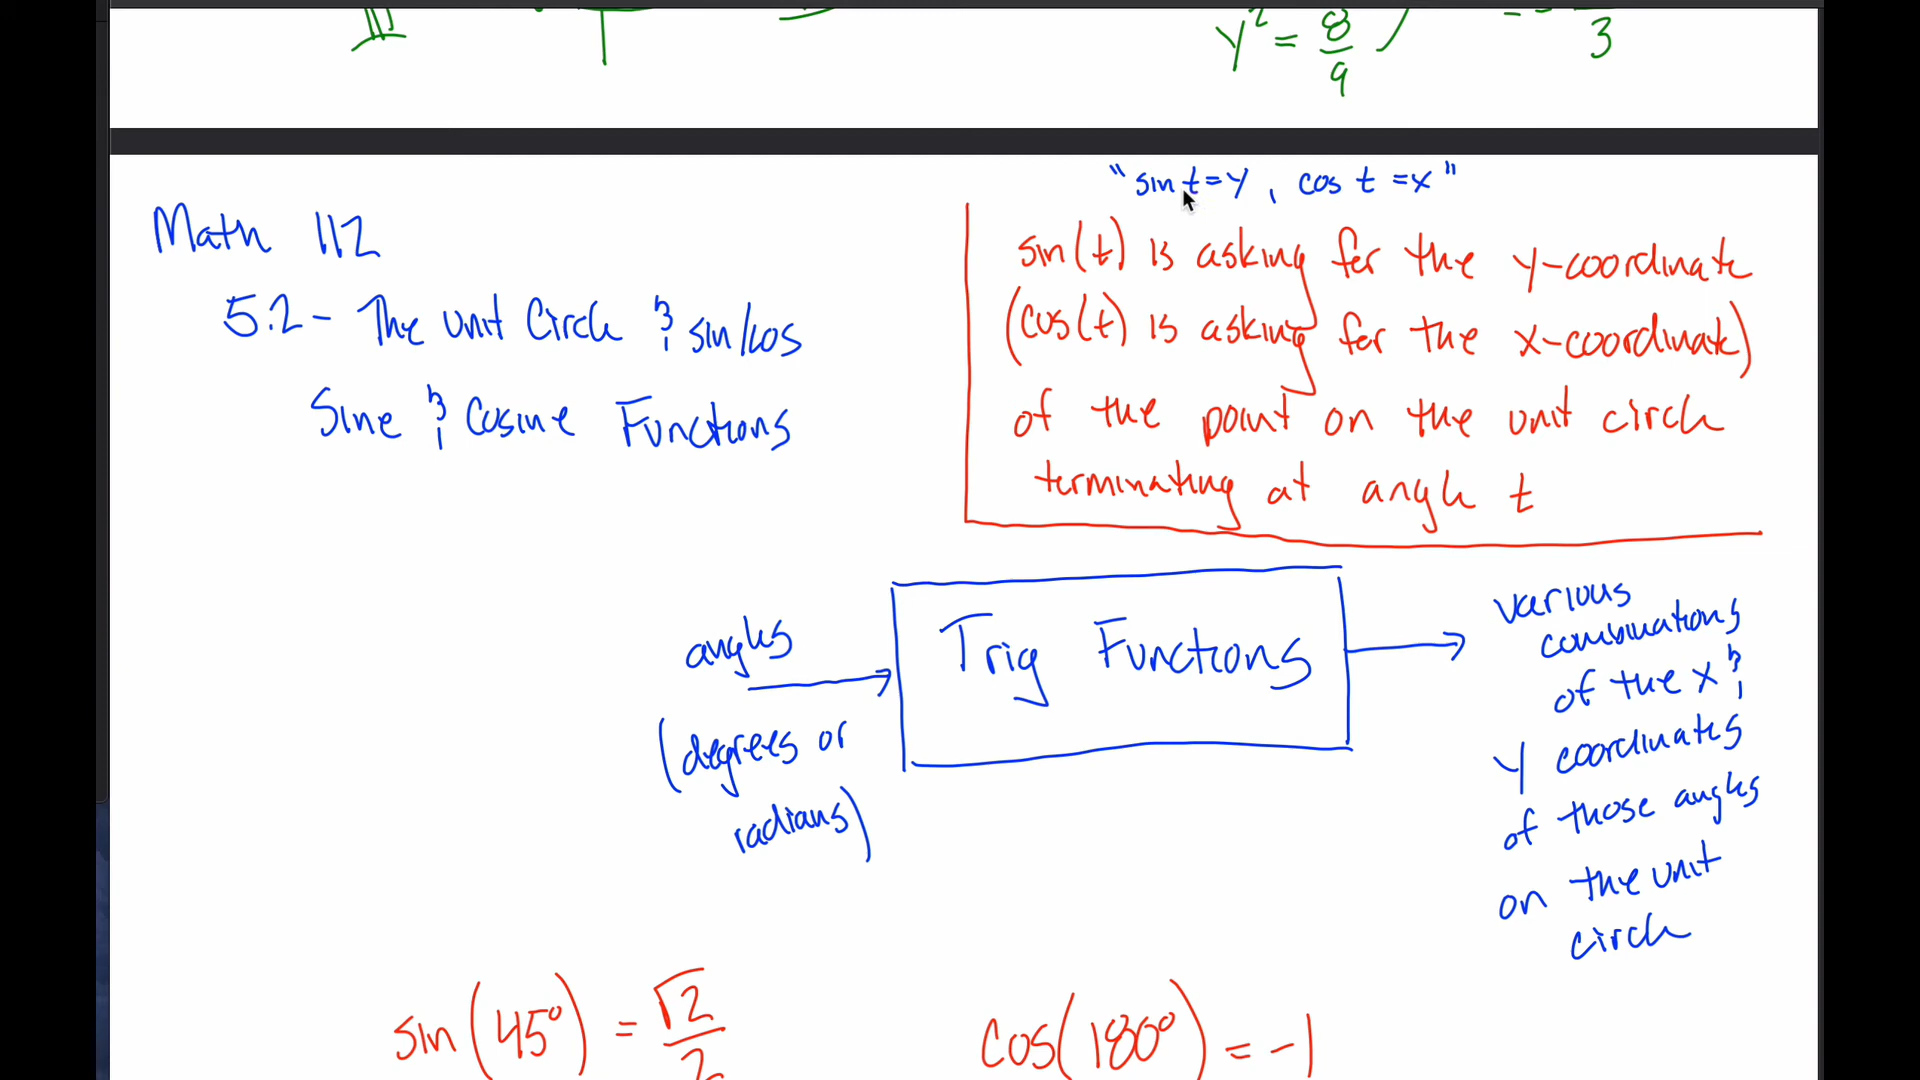 III
y² = 8/9
3
"sin t = y, cos t = x"
Math 112
5.2 - The Unit Circle & sin/cos
Sine & Cosine Functions
sin(t) is asking for the y-coordinate
(cos(t) is asking for the x-coordinate)
of the point on the unit circle
terminating at angle t
angles
(degrees or
radians)
Trig Functions
various
combinations
of the x &
y coordinates
of those angles
on the unit
circle
sin(45°) = √2/2
cos(180°) = -1